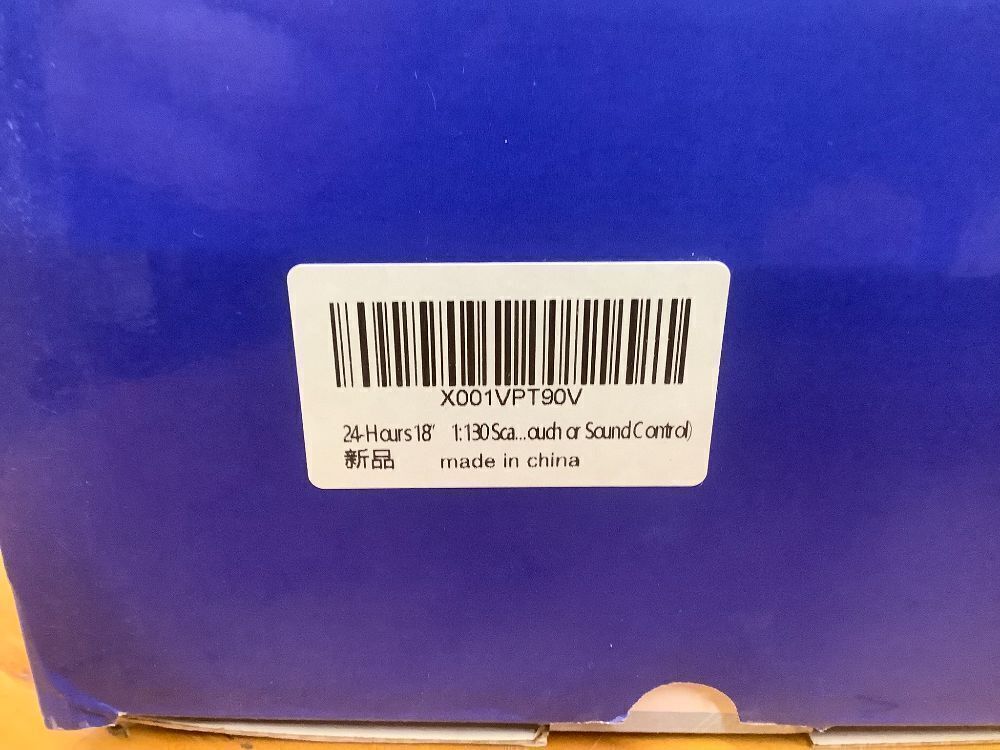 X001VPT90V
24-Hours 18″ 1:130 Sca...ouch or Sound Control)
新品 made in china